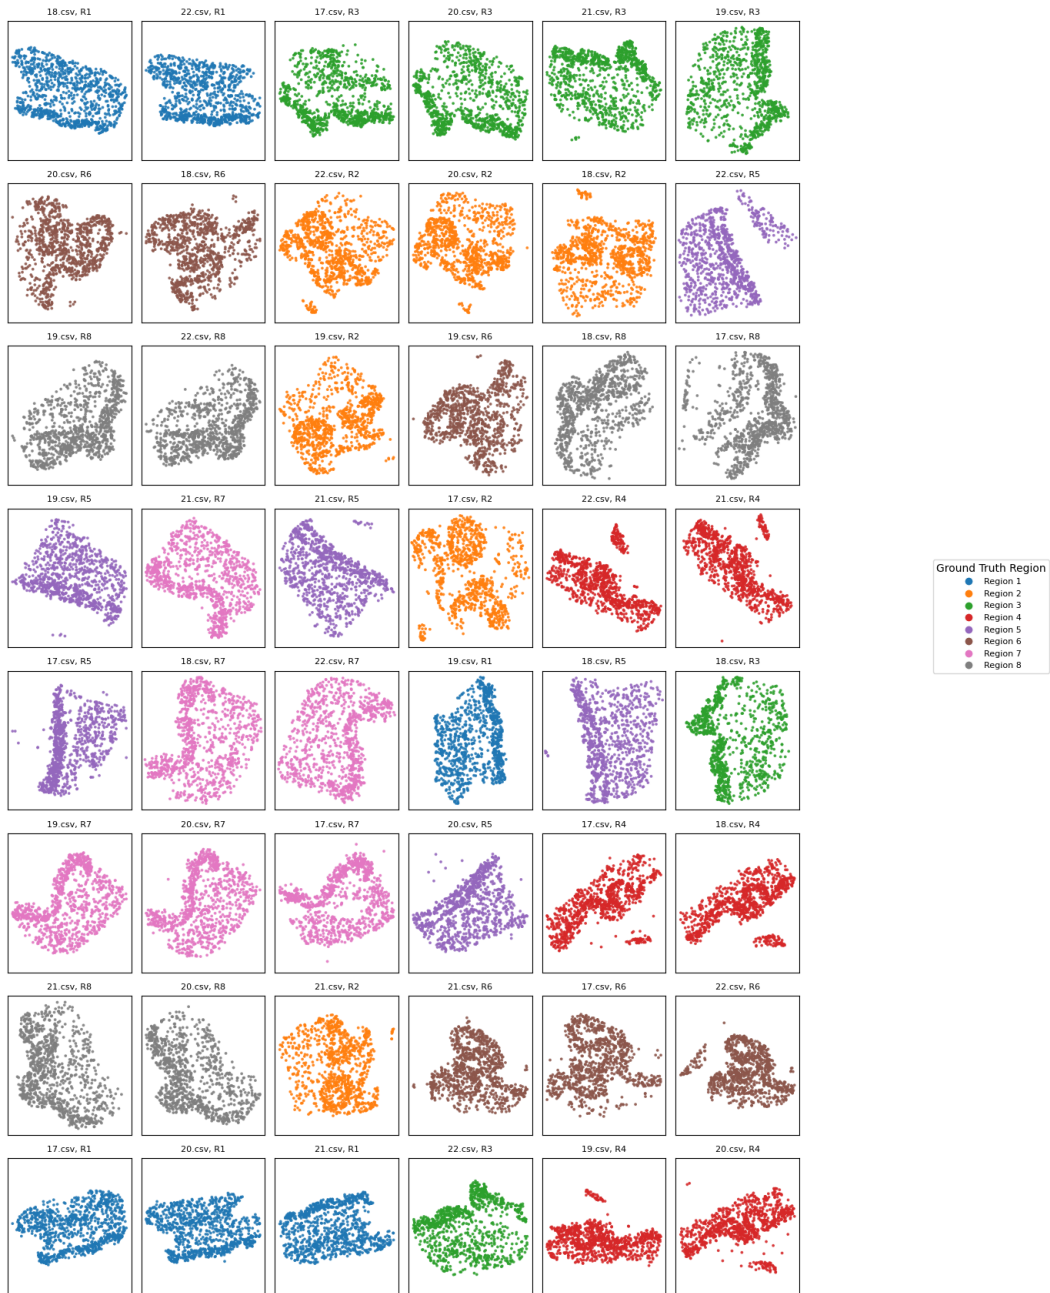 18.csv, R1
22.csv, R1
17.csv, R3
20.csv, R3
21.csv, R3
19.csv, R3
20.csv, R6
18.csv, R6
22.csv, R2
20.csv, R2
18.csv, R2
22.csv, R5
19.csv, R8
22.csv, R8
19.csv, R2
19.csv, R6
18.csv, R8
17.csv, R8
19.csv, R5
21.csv, R7
21.csv, R5
17.csv, R2
22.csv, R4
21.csv, R4
Ground Truth Region
Region 1
Region 2
Region 3
Region 4
Region 5
Region 6
Region 7
Region 8
17.csv, R5
18.csv, R7
22.csv, R7
19.csv, R1
18.csv, R5
18.csv, R3
19.csv, R7
20.csv, R7
17.csv, R7
20.csv, R5
17.csv, R4
18.csv, R4
21.csv, R8
20.csv, R8
21.csv, R2
21.csv, R6
17.csv, R6
22.csv, R6
17.csv, R1
20.csv, R1
21.csv, R1
22.csv, R3
19.csv, R4
20.csv, R4